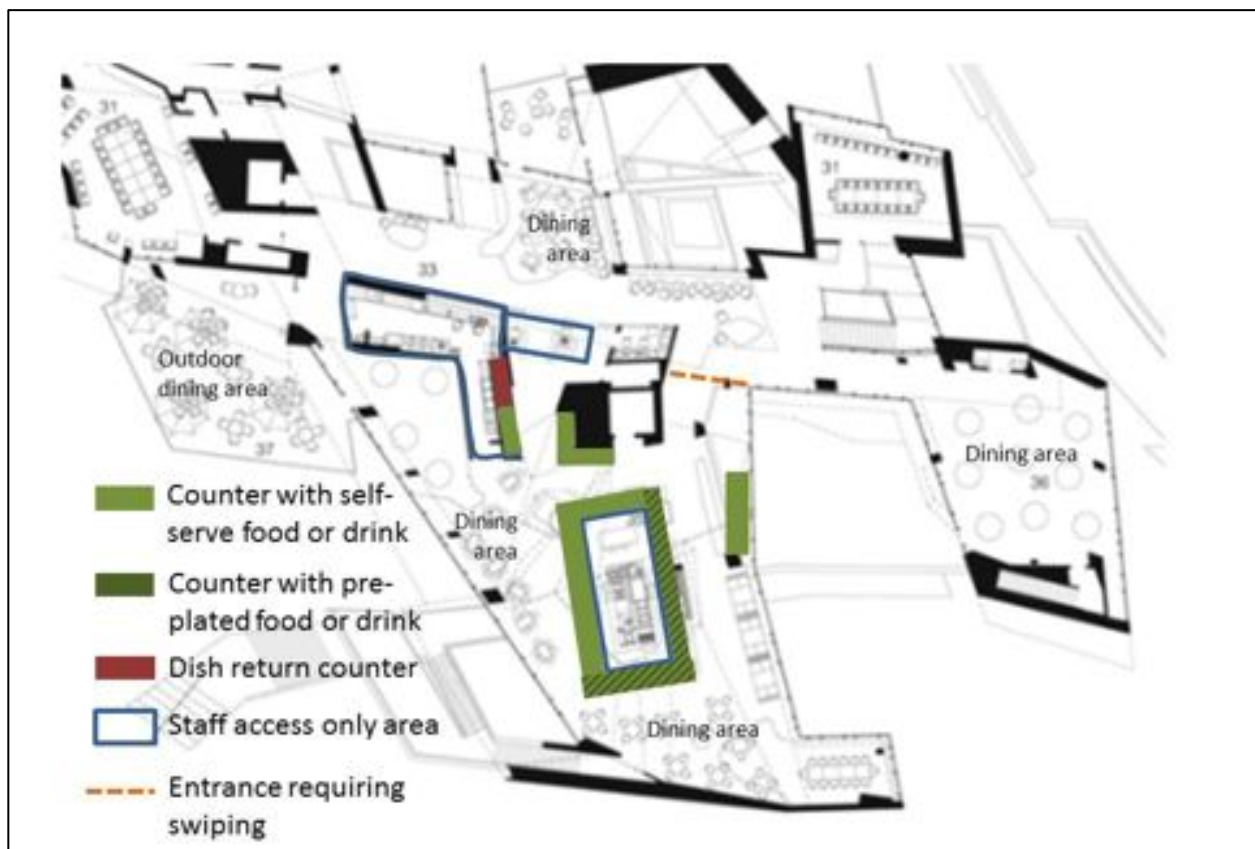 31
31
Dining
area
33
Outdoor
dining area
37
Dining area
36
Dining
area
Dining area
Counter with self-
serve food or drink
Counter with pre-
plated food or drink
Dish return counter
Staff access only area
Entrance requiring
swiping